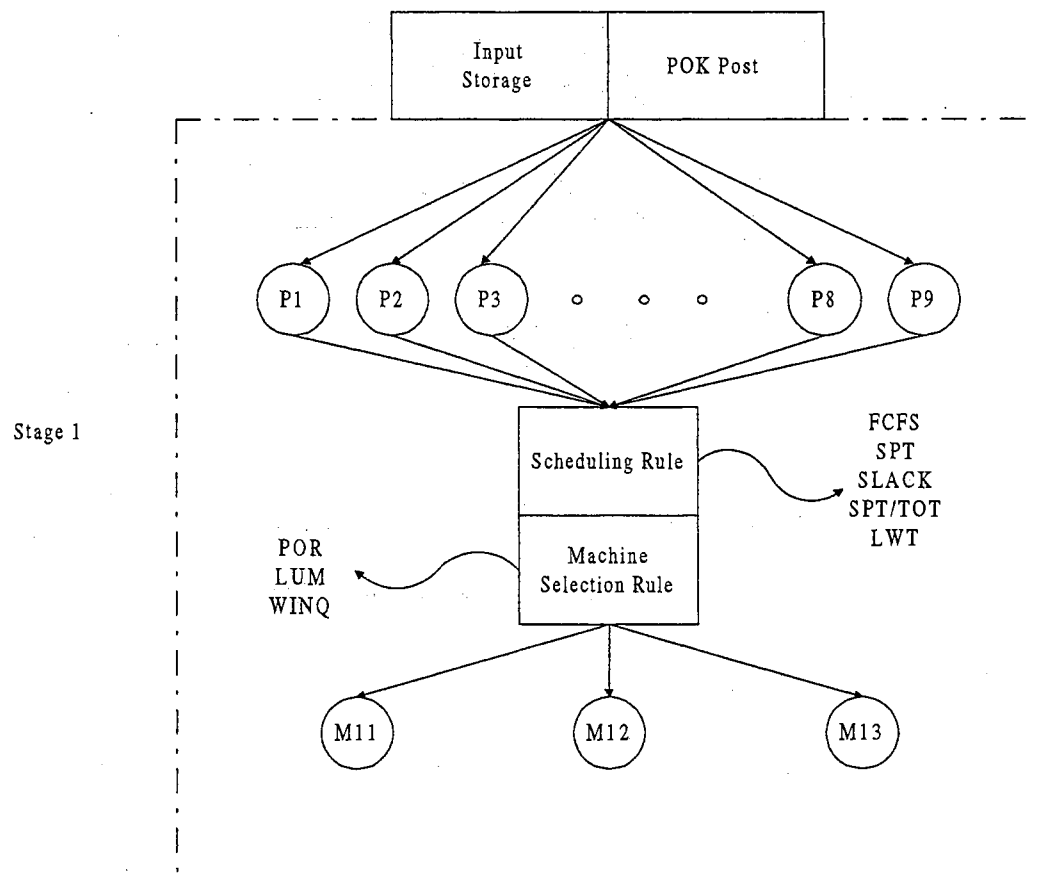 Input
Storage
POK Post
P1
P2
P3
P8
P9
Stage 1
Scheduling Rule
FCFS
SPT
SLACK
SPT/TOT
LWT
POR
LUM
WINQ
Machine
Selection Rule
M11
M12
M13